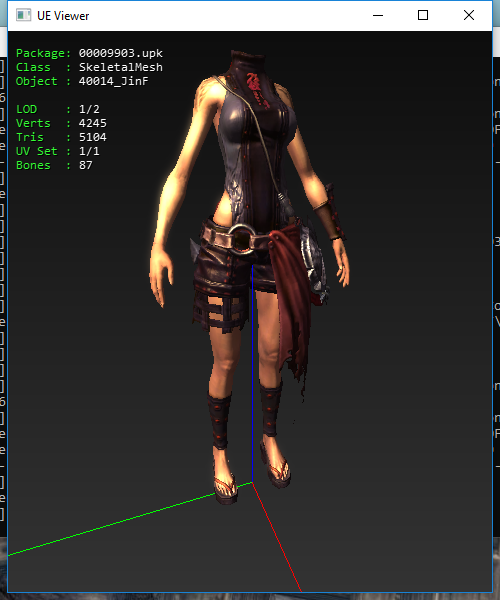 UE Viewer
Package: 00009903.upk
Class : SkeletalMesh
Object : 40014_JinF
LOD : 1/2
Verts : 4245
Tris : 5104
UV Set : 1/1
Bones : 87